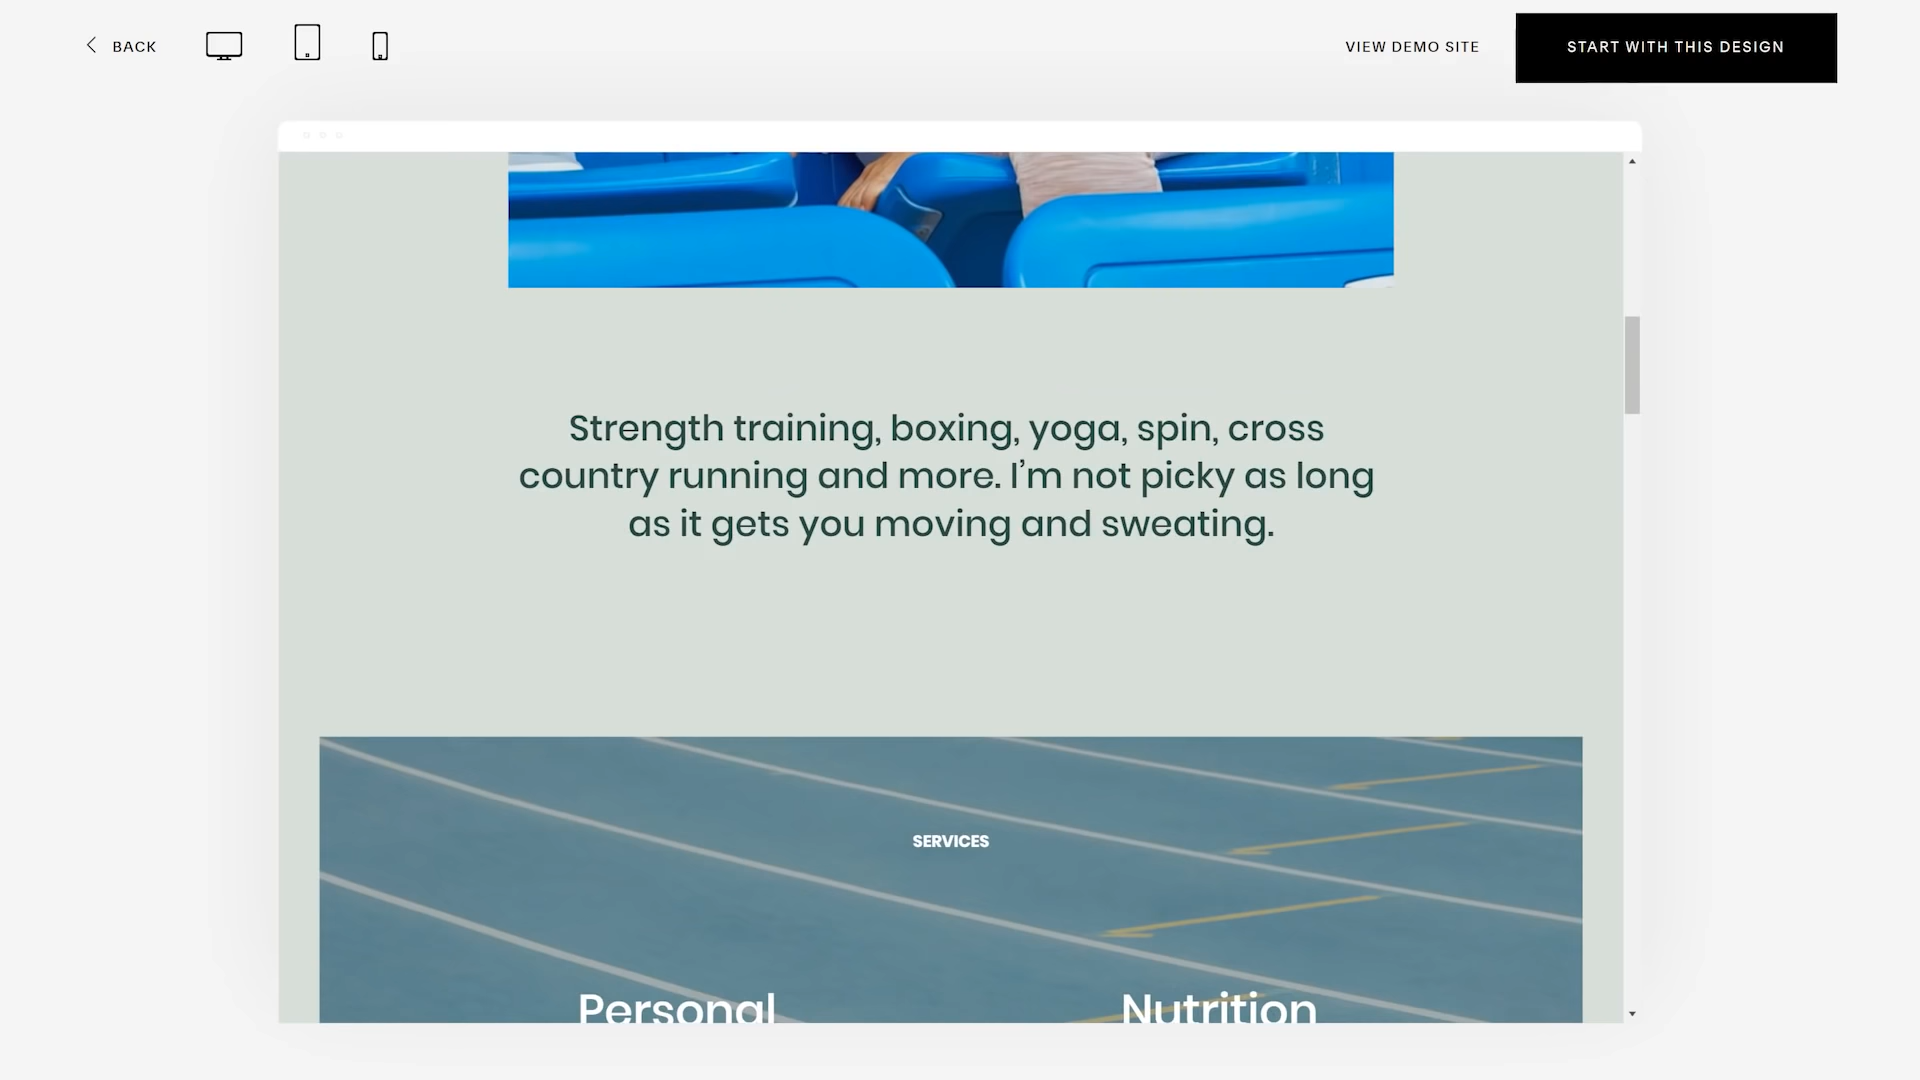 BACK
VIEW DEMO SITE
START WITH THIS DESIGN
Strength training, boxing, yoga, spin, cross
country running and more. I’m not picky as long
as it gets you moving and sweating.
SERVICES
Personal
Nutrition